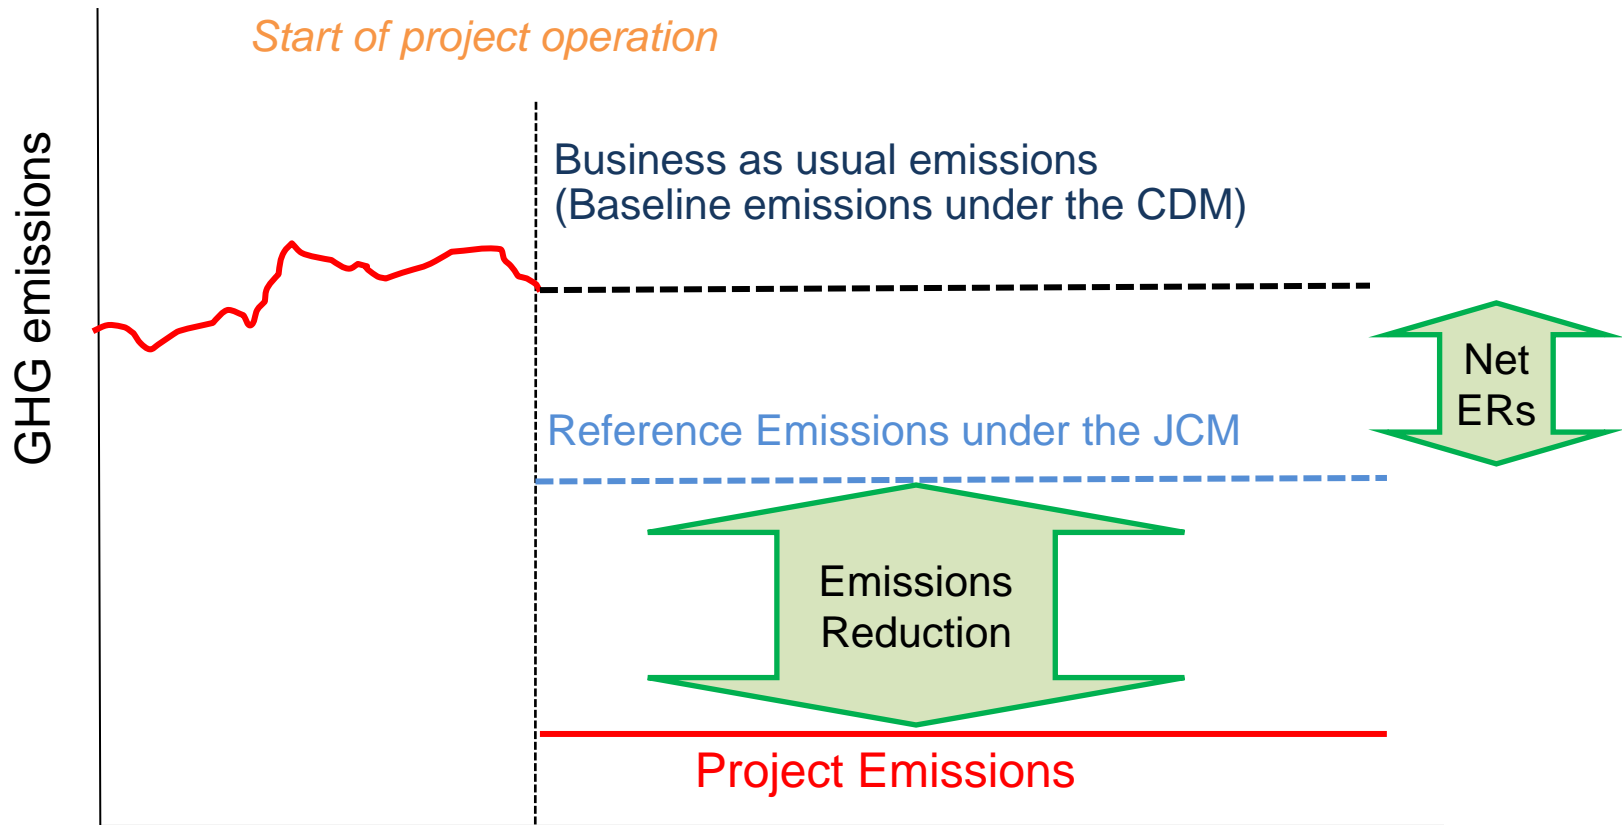 Start of project operation
GHG emissions
Business as usual emissions
(Baseline emissions under the CDM)
Net
ERs
Reference Emissions under the JCM
Emissions
Reduction
Project Emissions